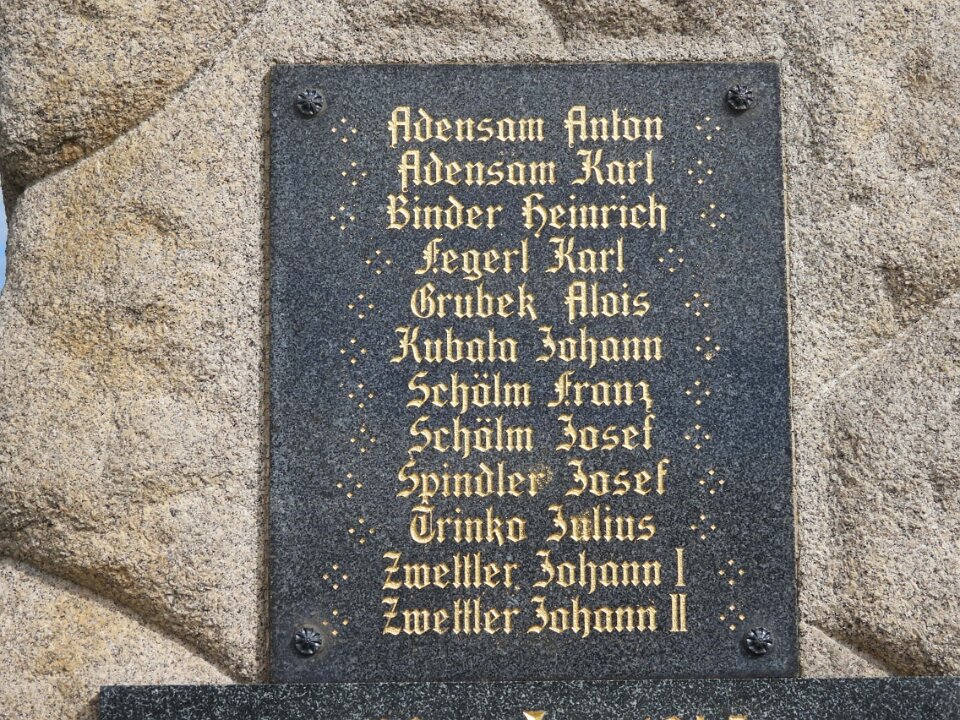 Adensam Anton
Adensam Karl
Binder Heinrich
Fegerl Karl
Grubek Alois
Kubata Johann
Schölm Franz
Schölm Josef
Spindler Josef
Trinko Julius
Zwettler Johann I
Zwettler Johann II